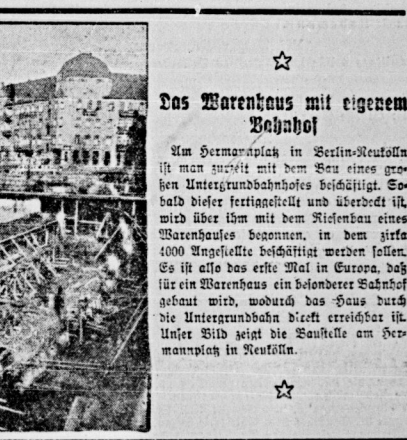 Das Warenhaus mit eigenem
Bahnhof
Am Hermannplatz in Berlin-Neukölln
ist man zurzeit mit dem Bau eines gro-
ßen Untergrundbahnhofes beschäftigt. So-
bald dieser fertiggestellt und überdeckt ist,
wird über ihm mit dem Riesenbau eines
Warenhauses begonnen, in dem zirka
4000 Angestellte beschäftigt werden sollen.
Es ist also das erste Mal in Europa, daß
für ein Warenhaus ein besonderer Bahnhof
gebaut wird, wodurch das Haus durch
die Untergrundbahn direkt erreichbar ist.
Unser Bild zeigt die Baustelle am Her-
mannplatz in Neukölln.